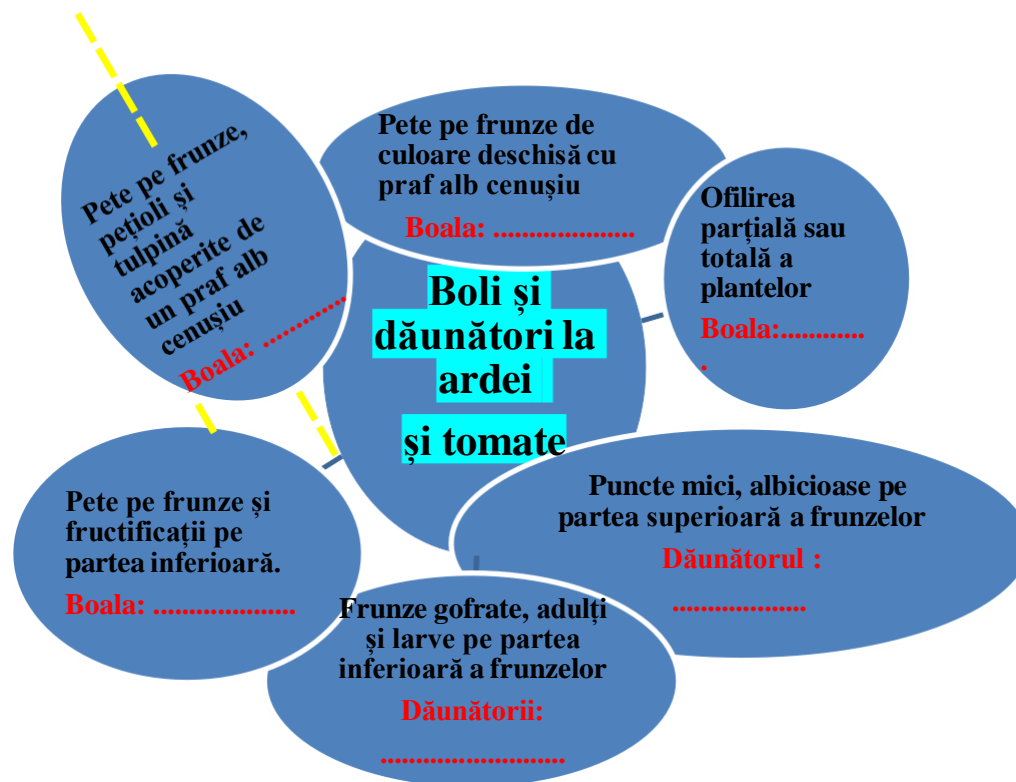 Boli și
dăunători la
ardei
și tomate
Pete pe frunze de
culoare deschisă cu
praf alb cenușiu
Boala: ....................
Ofilirea
parțială sau
totală a
plantelor
Boala:............
.
Puncte mici, albicioase pe
partea superioară a frunzelor
Dăunătorul :
...................
Frunze gofrate, adulți
și larve pe partea
inferioară a frunzelor
Dăunătorii:
..........................
Pete pe frunze și
fructificații pe
partea inferioară.
Boala: ....................
Pete pe frunze,
pețioli și
tulpină
acoperite de
un praf alb
cenușiu
Boala: .............